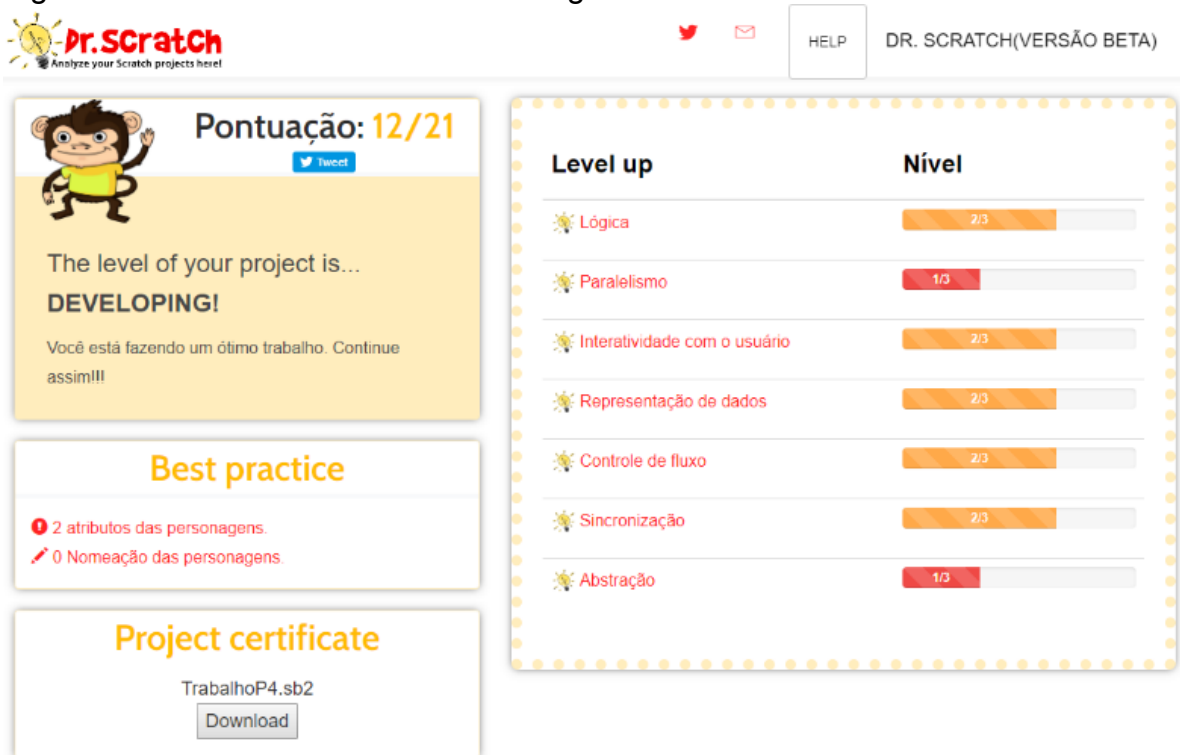 Dr.Scratch
Analyze your Scratch projects here!
HELP
DR. SCRATCH(VERSÃO BETA)
Pontuação: 12/21
Tweet
The level of your project is...
DEVELOPING!
Você está fazendo um ótimo trabalho. Continue
assim!!!
Best practice
2 atributos das personagens.
0 Nomeação das personagens.
Project certificate
TrabalhoP4.sb2
Download
Level up Nível
Lógica 2/3
Paralelismo 1/3
Interatividade com o usuário 2/3
Representação de dados 2/3
Controle de fluxo 2/3
Sincronização 2/3
Abstração 1/3